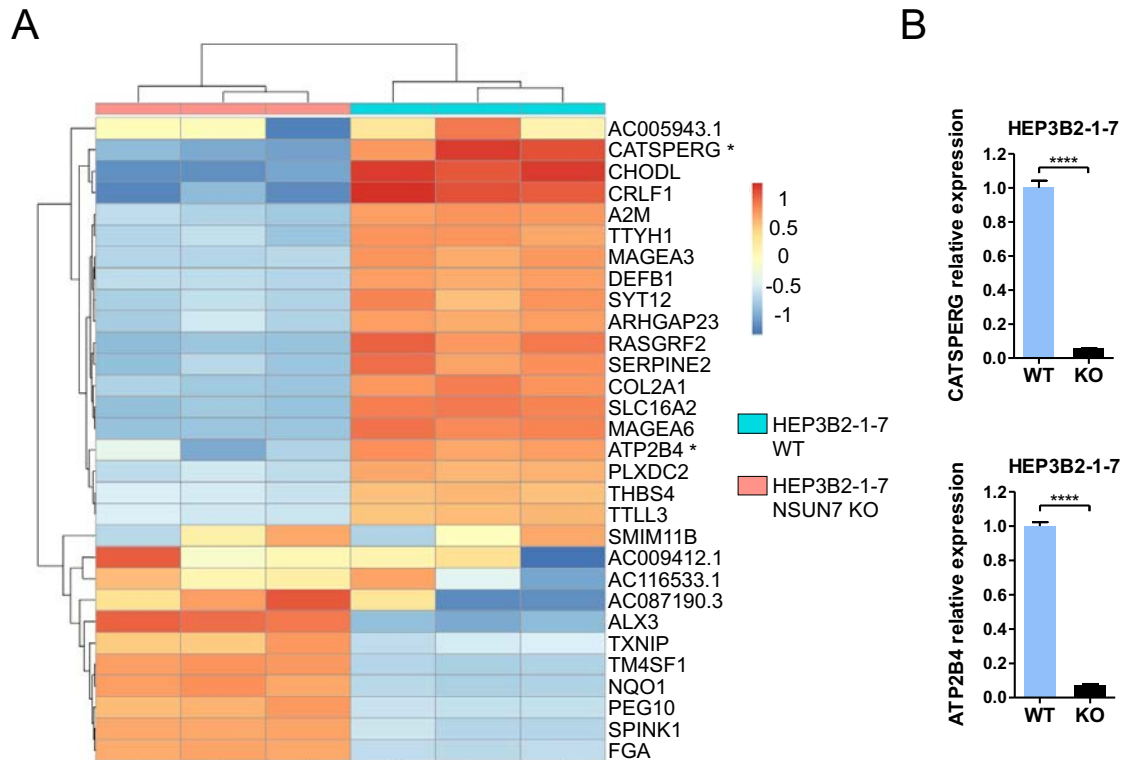 A
AC005943.1
CATSPERG *
CHODL
CRLF1
A2M
TTYH1
MAGEA3
DEFB1
SYT12
ARHGAP23
RASGRF2
SERPINE2
COL2A1
SLC16A2
MAGEA6
ATP2B4 *
PLXDC2
THBS4
TTLL3
SMIM11B
AC009412.1
AC116533.1
AC087190.3
ALX3
TXNIP
TM4SF1
NQO1
PEG10
SPINK1
FGA
1
0.5
0
-0.5
-1
HEP3B2-1-7
WT
HEP3B2-1-7
NSUN7 KO
B
HEP3B2-1-7
CATSPERG relative expression
1.2
1.0
0.8
0.6
0.4
0.2
0.0
****
WT KO
HEP3B2-1-7
ATP2B4 relative expression
1.2
1.0
0.8
0.6
0.4
0.2
0.0
****
WT KO